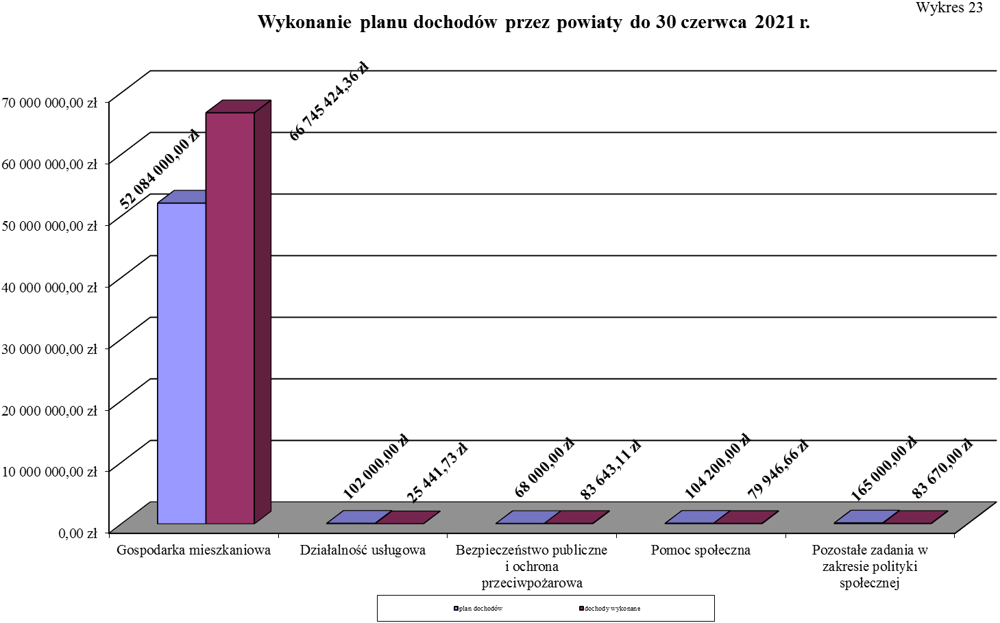 Wykres 23
Wykonanie planu dochodów przez powiaty do 30 czerwca 2021 r.
70 000 000,00 zł
60 000 000,00 zł
50 000 000,00 zł
40 000 000,00 zł
30 000 000,00 zł
20 000 000,00 zł
10 000 000,00 zł
0,00 zł
52 084 000,00 zł
66 745 424,36 zł
102 000,00 zł
25 441,73 zł
68 000,00 zł
83 643,11 zł
104 200,00 zł
79 946,66 zł
165 000,00 zł
83 670,00 zł
Gospodarka mieszkaniowa
Działalność usługowa
Bezpieczeństwo publiczne
i ochrona
przeciwpożarowa
Pomoc społeczna
Pozostałe zadania w
zakresie polityki
społecznej
plan dochodów
dochody wykonane